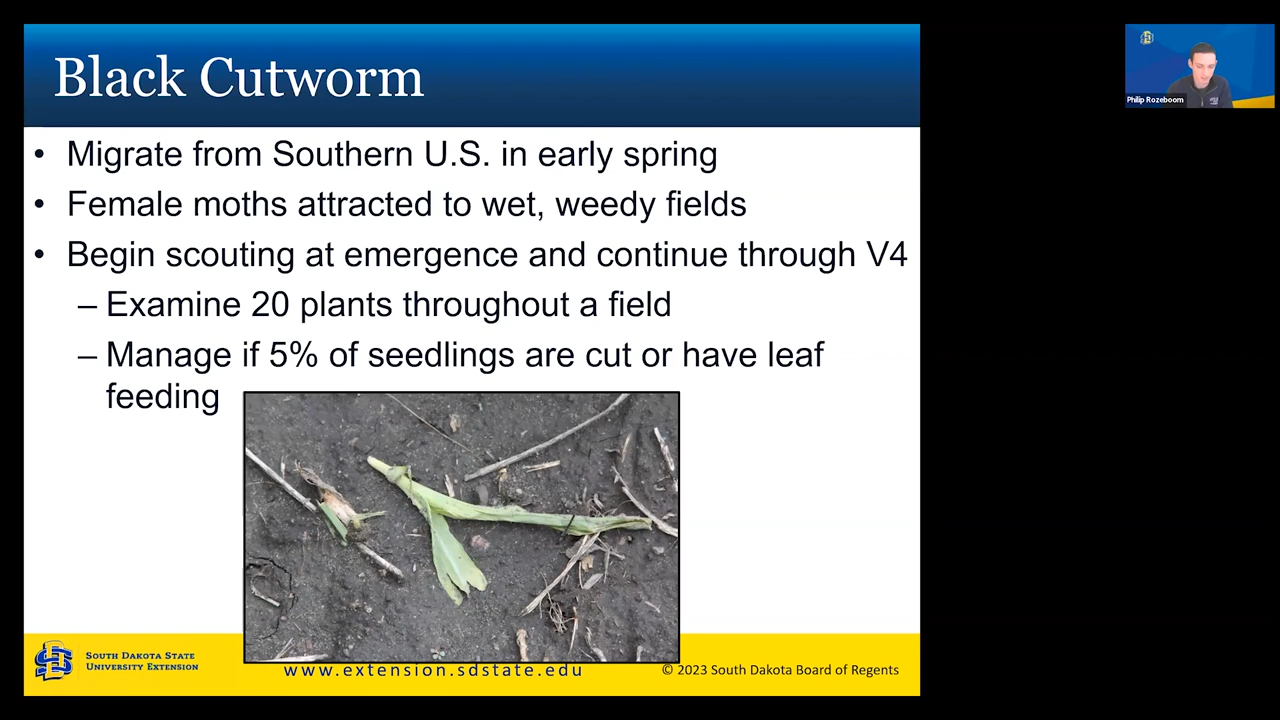 Black Cutworm
• Migrate from Southern U.S. in early spring
• Female moths attracted to wet, weedy fields
• Begin scouting at emergence and continue through V4
– Examine 20 plants throughout a field
– Manage if 5% of seedlings are cut or have leaf
feeding
SOUTH DAKOTA STATE
UNIVERSITY EXTENSION
www.extension.sdstate.edu
© 2023 South Dakota Board of Regents
Philip Rozeboom